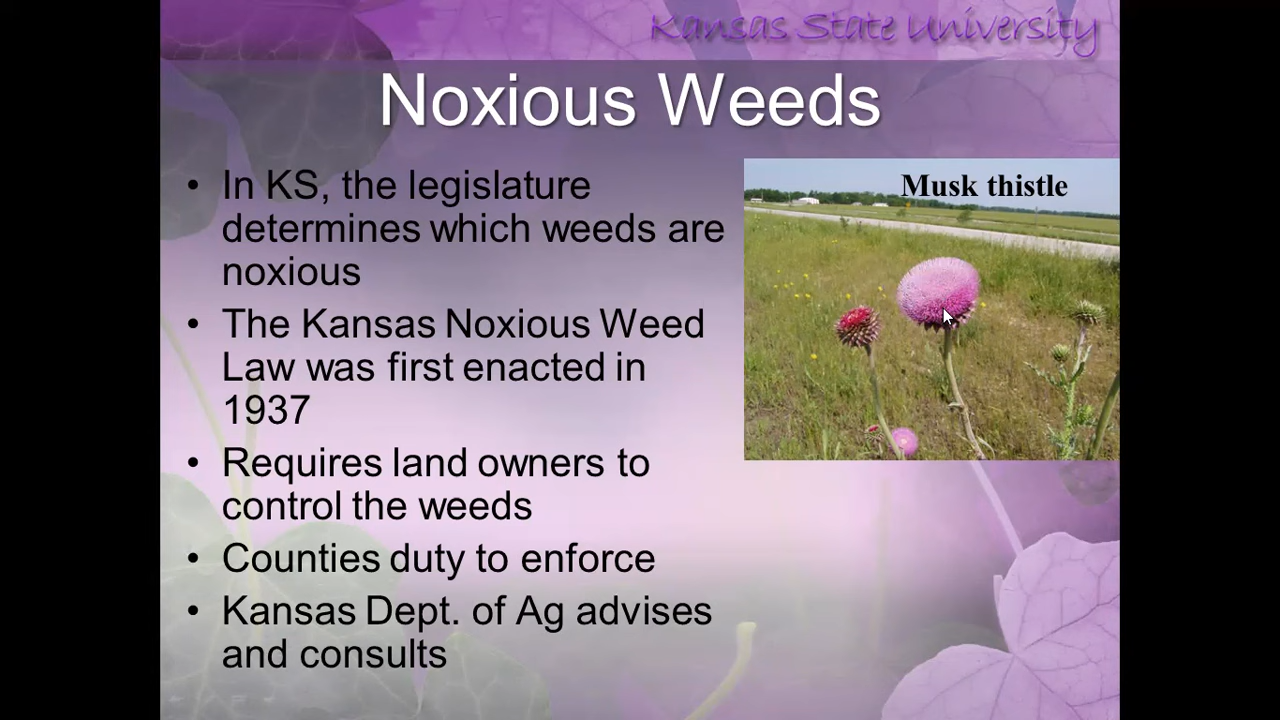 Kansas State University
Noxious Weeds
• In KS, the legislature
determines which weeds are
noxious
• The Kansas Noxious Weed
Law was first enacted in
1937
• Requires land owners to
control the weeds
• Counties duty to enforce
• Kansas Dept. of Ag advises
and consults
Musk thistle